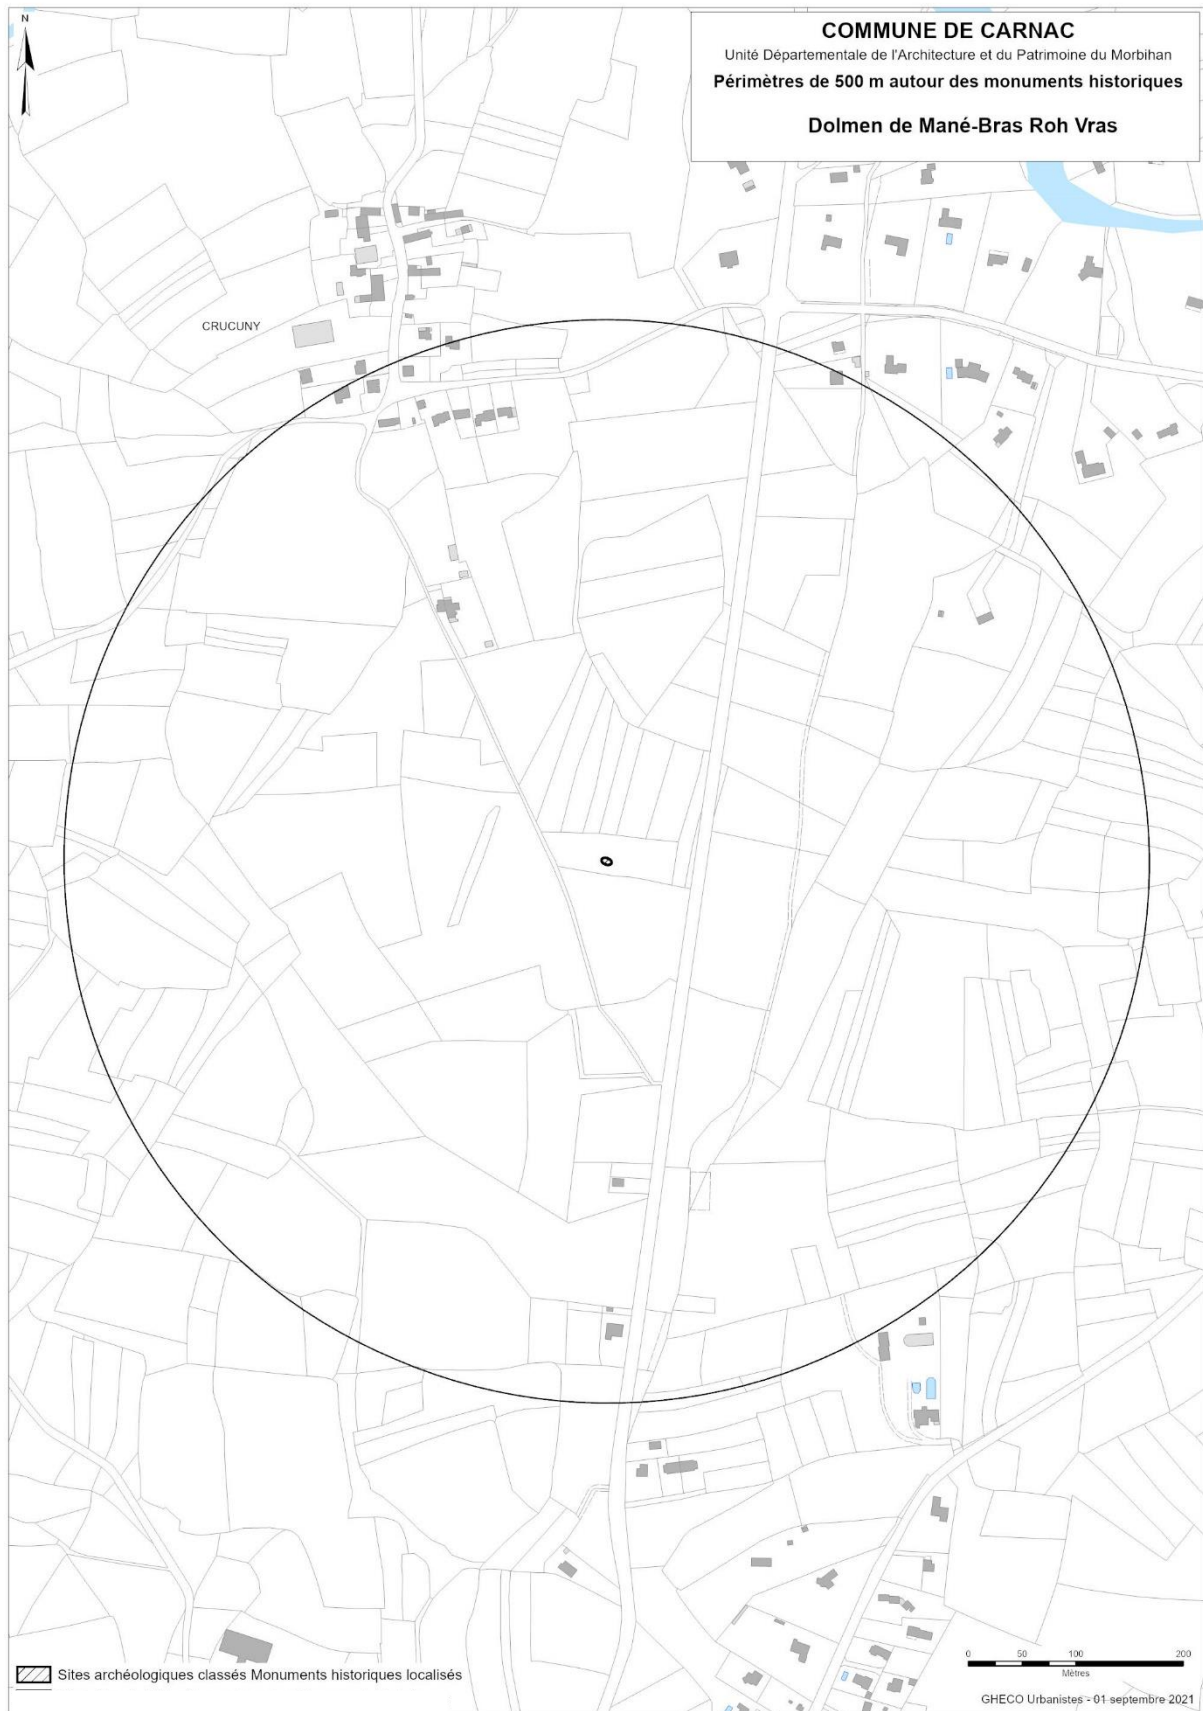 N
COMMUNE DE CARNAC
Unité Départementale de l'Architecture et du Patrimoine du Morbihan
Périmètres de 500 m autour des monuments historiques
Dolmen de Mané-Bras Roh Vras
CRUCUNY
Sites archéologiques classés Monuments historiques localisés
0 50 100 200
Mètres
GHECO Urbanistes - 01 septembre 2021